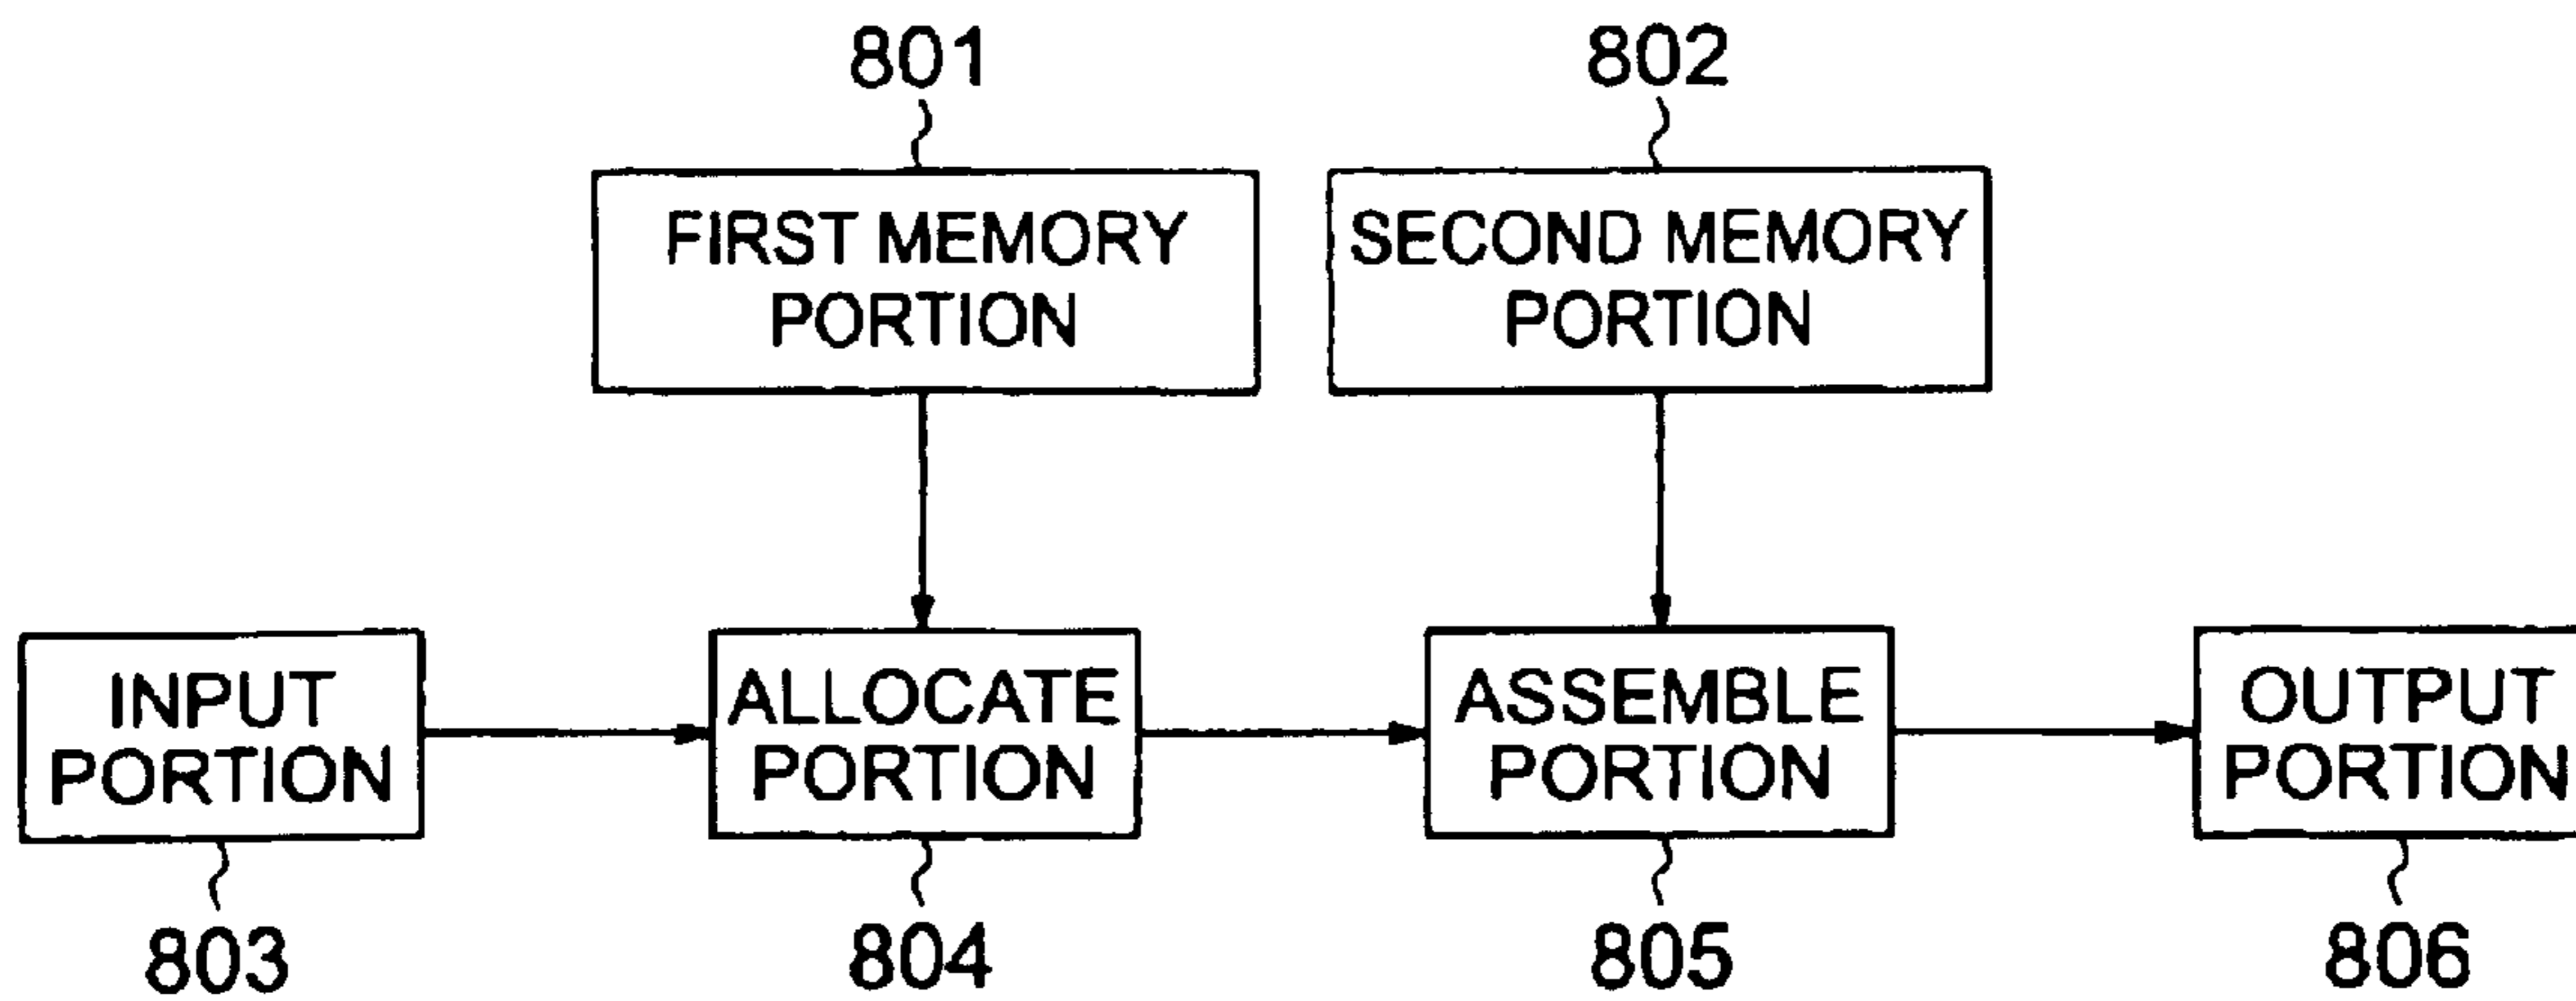 801
802
FIRST MEMORY
PORTION
SECOND MEMORY
PORTION
INPUT
PORTION
ALLOCATE
PORTION
ASSEMBLE
PORTION
OUTPUT
PORTION
803
804
805
806